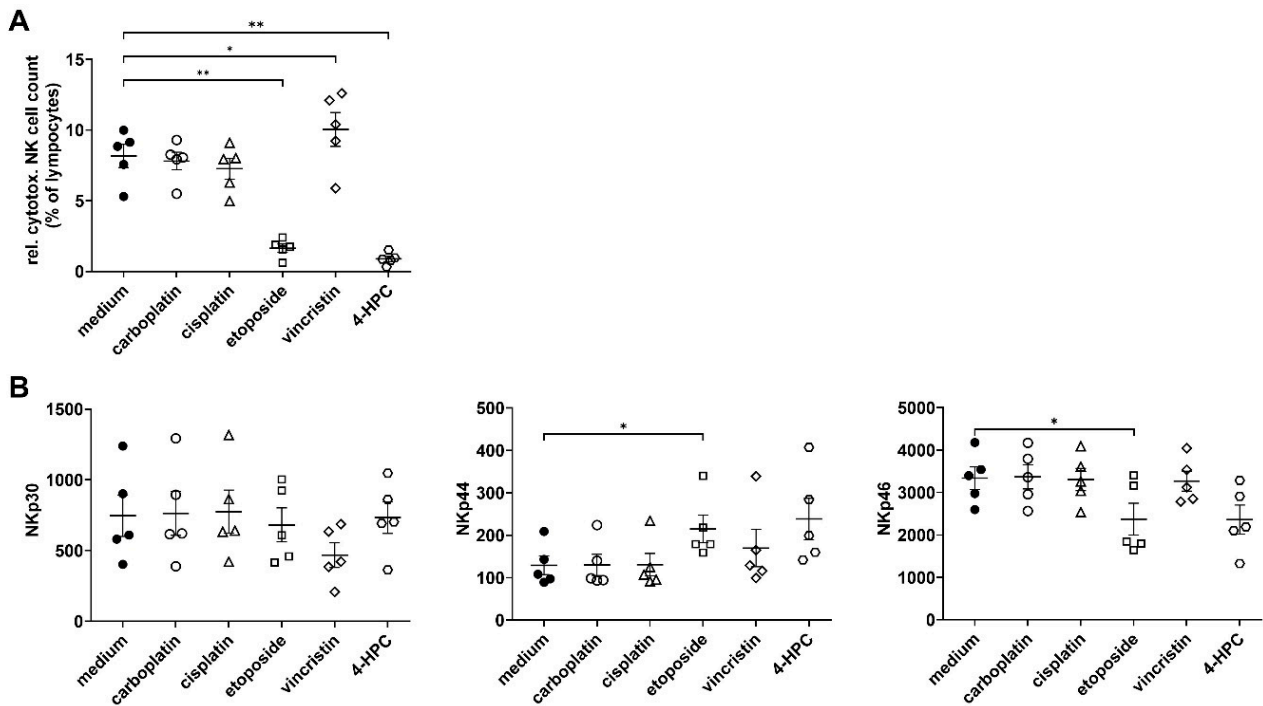 A
**
*
**
rel. cytotox. NK cell count
(% of lympocytes)
15
10
5
0
medium
carboplatin
cisplatin
etoposide
vincristin
4-HPC
B
NKp30
1500
1000
500
0
medium
carboplatin
cisplatin
etoposide
vincristin
4-HPC
NKp44
500
400
300
200
100
0
*
medium
carboplatin
cisplatin
etoposide
vincristin
4-HPC
NKp46
5000
4000
3000
2000
1000
0
*
medium
carboplatin
cisplatin
etoposide
vincristin
4-HPC